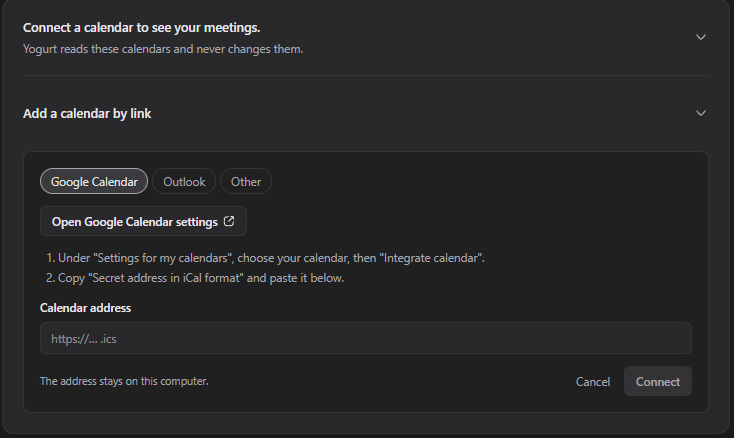 Connect a calendar to see your meetings.
Yogurt reads these calendars and never changes them.
Add a calendar by link
Google Calendar
Outlook
Other
Open Google Calendar settings
1. Under "Settings for my calendars", choose your calendar, then "Integrate calendar".
2. Copy "Secret address in iCal format" and paste it below.
Calendar address
https://... .ics
The address stays on this computer.
Cancel
Connect